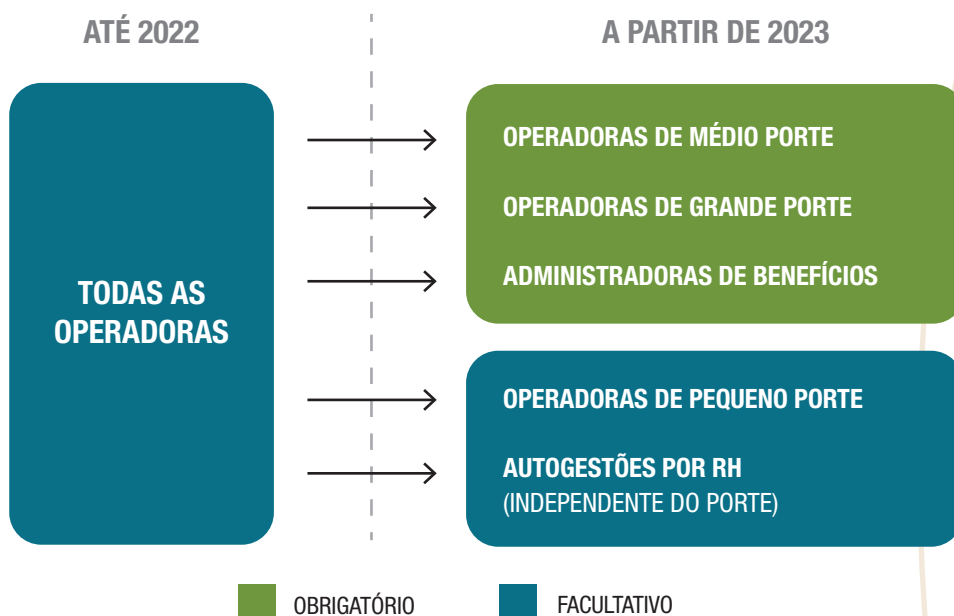 ATÉ 2022
A PARTIR DE 2023
TODAS AS
OPERADORAS
OPERADORAS DE MÉDIO PORTE
OPERADORAS DE GRANDE PORTE
ADMINISTRADORAS DE BENEFÍCIOS
OPERADORAS DE PEQUENO PORTE
AUTOGESTÕES POR RH
(INDEPENDENTE DO PORTE)
OBRIGATÓRIO
FACULTATIVO